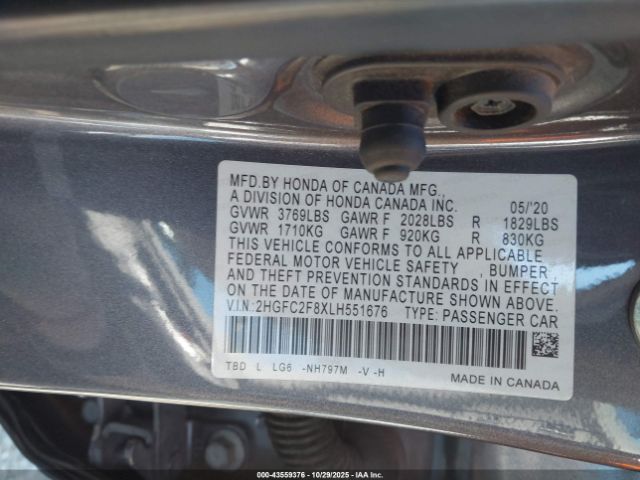 MFD.BY HONDA OF CANADA MFG.,
A DIVISION OF HONDA CANADA INC. 05/'20
GVWR 3769LBS GAWR F 2028LBS R 1829LBS
GVWR 1710KG GAWR F 920KG R 830KG
THIS VEHICLE CONFORMS TO ALL APPLICABLE
FEDERAL MOTOR VEHICLE SAFETY , BUMPER ,
AND THEFT PREVENTION STANDARDS IN EFFECT
ON THE DATE OF MANUFACTURE SHOWN ABOVE.
V.I.N: 2HGFC2F8XLH551676 TYPE: PASSENGER CAR
TBD L LG6 -NH797M -V -H
MADE IN CANADA
000-43559376 | 10/29/2025 | IAA Inc.